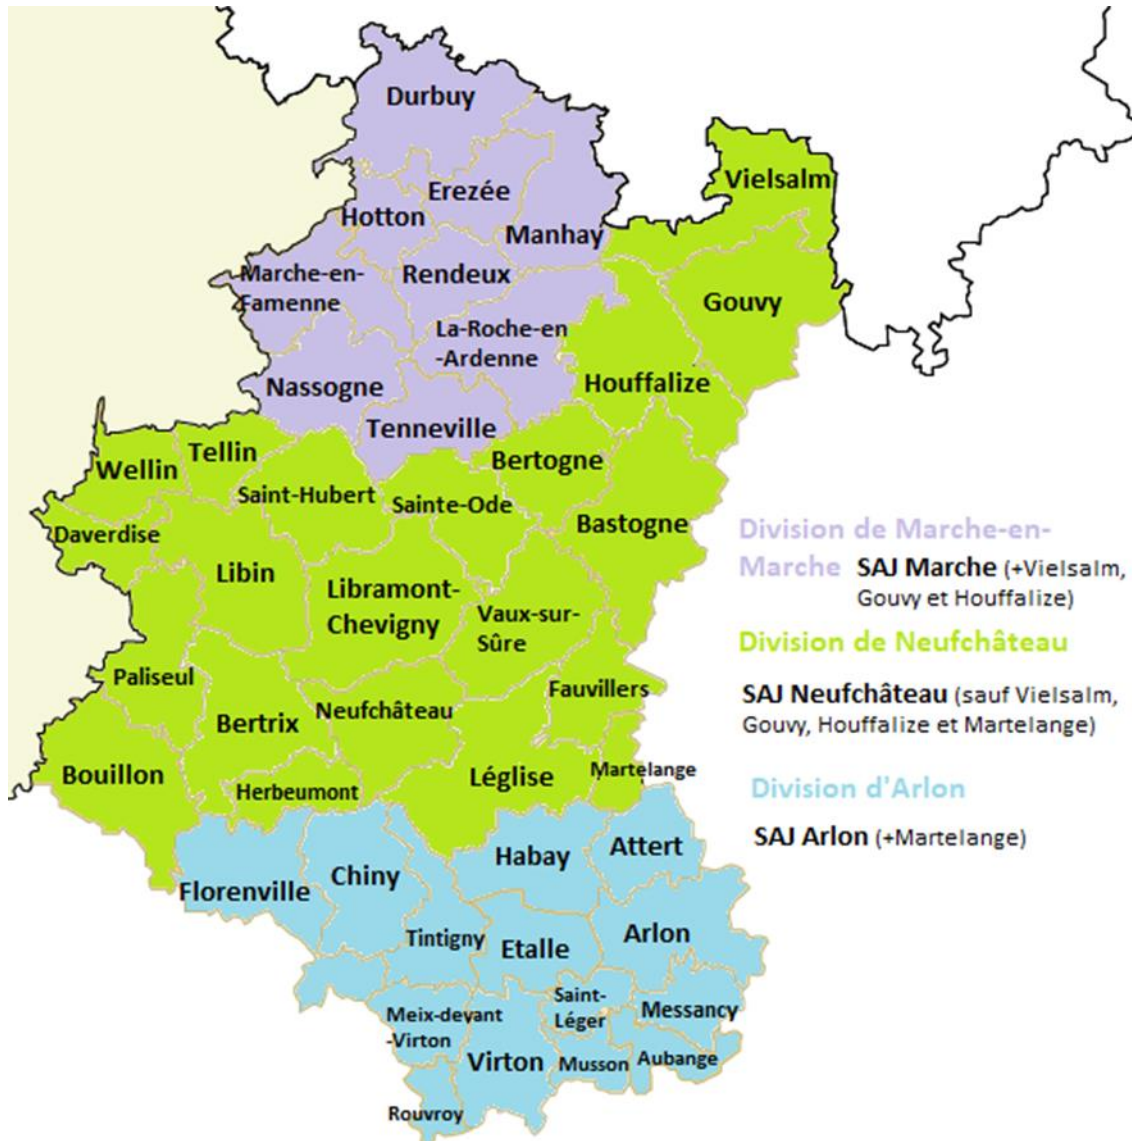 Durbuy
Vielsalm
Erezée
Hotton
Manhay
Marche-en-
Famenne
Rendeux
Gouvy
La-Roche-en
-Ardenne
Houffalize
Nassogne
Tenneville
Tellin
Wellin
Bertogne
Saint-Hubert
Sainte-Ode
Bastogne
Daverdise
Libin
Libramont-
Chevigny
Vaux-sur-
Sûre
Paliseul
Fauvillers
Neufchâteau
Bertrix
Bouillon
Herbeumont
Léglise
Martelange
Habay
Attert
Chiny
Florenville
Tintigny
Etalle
Arlon
Saint-
Léger
Meix-devant
-Virton
Messancy
Virton
Musson
Aubange
Rouvroy
Division de Marche-en-
Marche SAJ Marche (+Vielsalm,
Gouvy et Houffalize)
Division de Neufchâteau
SAJ Neufchâteau (sauf Vielsalm,
Gouvy, Houffalize et Martelange)
Division d'Arlon
SAJ Arlon (+Martelange)